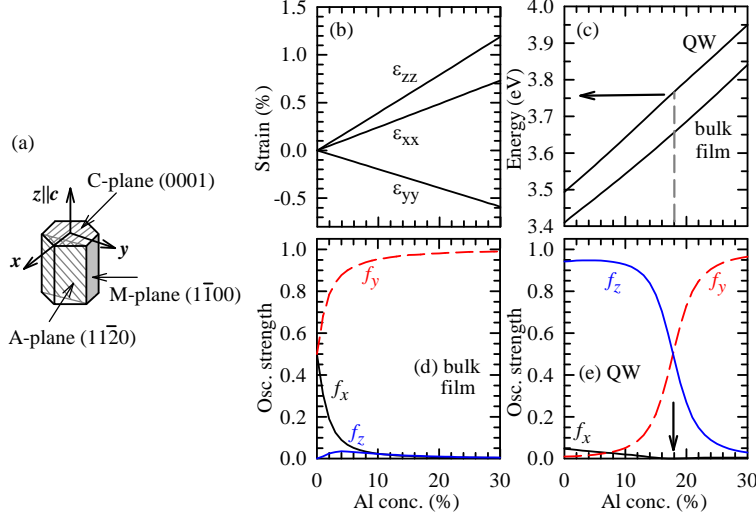 (a)
z||c
C-plane (0001)
x
y
M-plane (11̅00)
A-plane (112̅0)
(b)
1.5
1.0
0.5
0.0
-0.5
Strain (%)
εzz
εxx
εyy
(c)
4.0
3.9
3.8
3.7
3.6
3.5
3.4
Energy (eV)
QW
bulk
film
1.0
0.8
0.6
0.4
0.2
0.0
Osc. strength
fy
fx
fz
(d) bulk
film
0
10
20
30
Al conc. (%)
1.0
0.8
0.6
0.4
0.2
0.0
Osc. strength
fz
fy
(e) QW
fx
0
10
20
30
Al conc. (%)